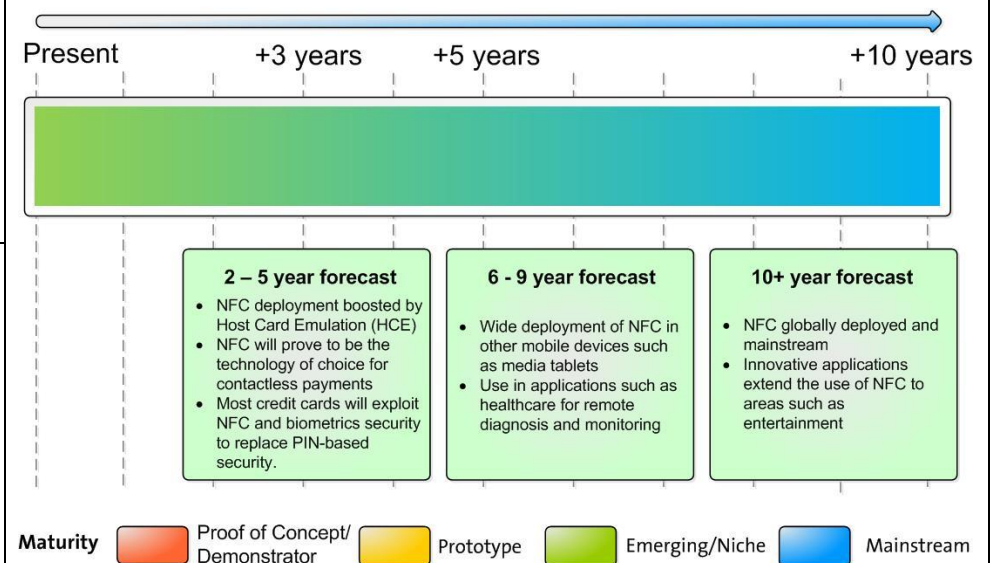 Present +3 years +5 years +10 years
2 – 5 year forecast
• NFC deployment boosted by
Host Card Emulation (HCE)
• NFC will prove to be the
technology of choice for
contactless payments
• Most credit cards will exploit
NFC and biometrics security
to replace PIN-based
security.
6 - 9 year forecast
• Wide deployment of NFC in
other mobile devices such
as media tablets
• Use in applications such as
healthcare for remote
diagnosis and monitoring
10+ year forecast
• NFC globally deployed and
mainstream
• Innovative applications
extend the use of NFC to
areas such as
entertainment
Maturity
Proof of Concept/
Demonstrator
Prototype
Emerging/Niche
Mainstream